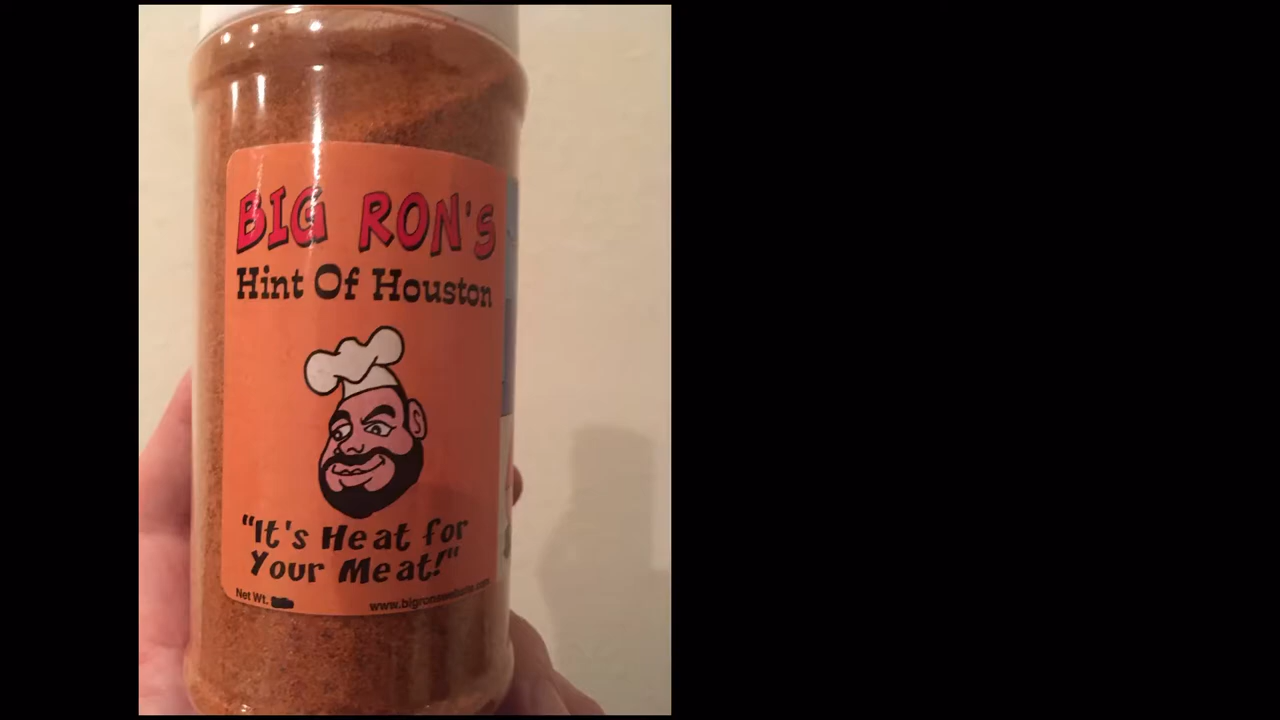 BIG RON'S
Hint Of Houston
"It's Heat for
Your Meat!"
Net Wt.